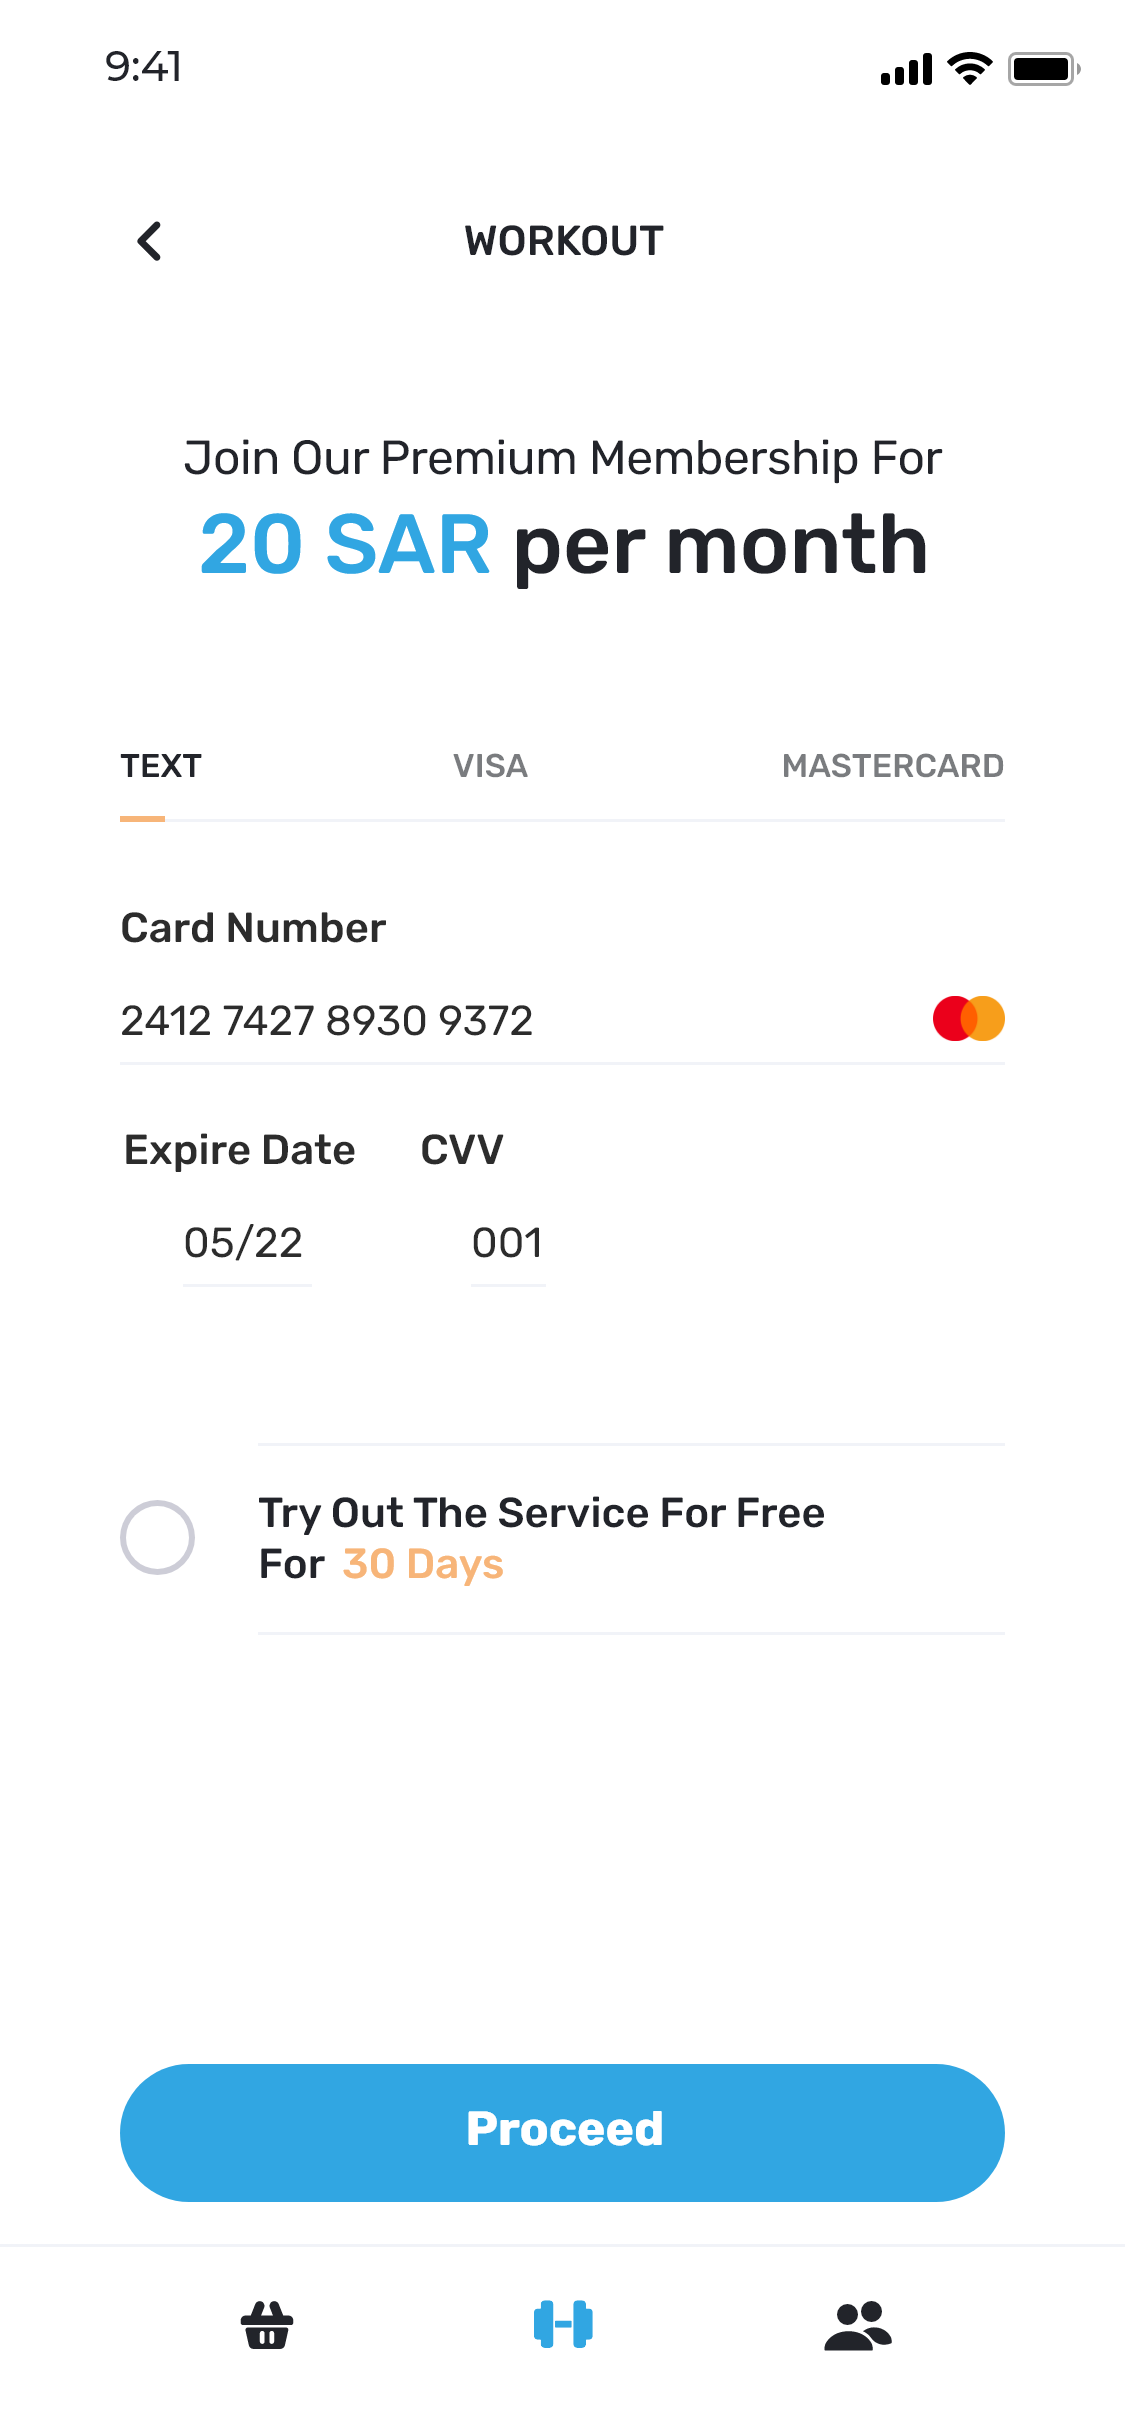 9:41
WORKOUT
Join Our Premium Membership For
20 SAR per month
TEXT VISA MASTERCARD
Card Number
2412 7427 8930 9372
Expire Date CVV
05/22 001
Try Out The Service For Free
For 30 Days
Proceed